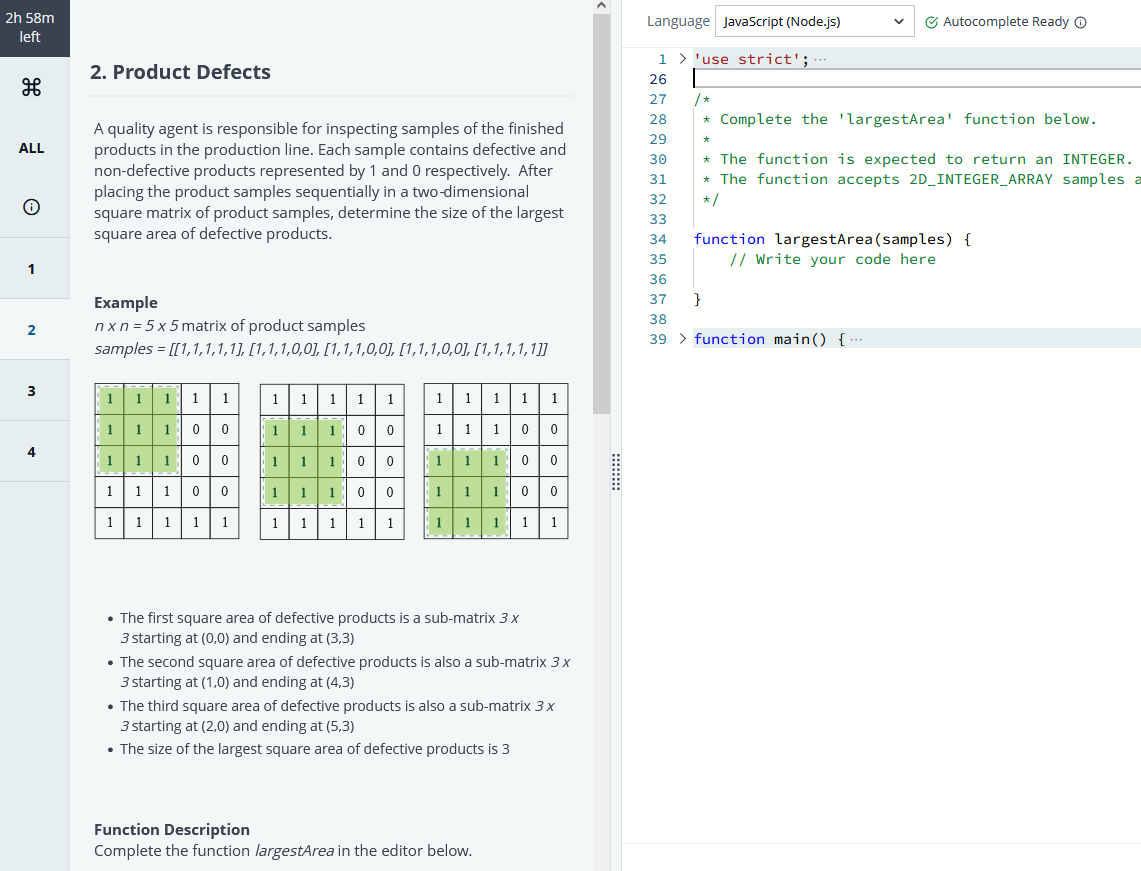 2h 58m
left
ALL
1
2
3
4
2. Product Defects
A quality agent is responsible for inspecting samples of the finished
products in the production line. Each sample contains defective and
non-defective products represented by 1 and 0 respectively.  After
placing the product samples sequentially in a two-dimensional
square matrix of product samples, determine the size of the largest
square area of defective products.
Example
n x n = 5 x 5 matrix of product samples
samples = [[1,1,1,1,1], [1,1,1,0,0], [1,1,1,0,0], [1,1,1,0,0], [1,1,1,1,1]]
1 1 1 1 1
1 1 1 0 0
1 1 1 0 0
1 1 1 0 0
1 1 1 1 1
1 1 1 1 1
1 1 1 0 0
1 1 1 0 0
1 1 1 0 0
1 1 1 1 1
1 1 1 1 1
1 1 1 0 0
1 1 1 0 0
1 1 1 0 0
1 1 1 1 1
• The first square area of defective products is a sub-matrix 3 x
3 starting at (0,0) and ending at (3,3)
• The second square area of defective products is also a sub-matrix 3 x
3 starting at (1,0) and ending at (4,3)
• The third square area of defective products is also a sub-matrix 3 x
3 starting at (2,0) and ending at (5,3)
• The size of the largest square area of defective products is 3
Function Description
Complete the function largestArea in the editor below.
Language JavaScript (Node.js) Autocomplete Ready
1 > 'use strict'; ···
26
27 /*
28  * Complete the 'largestArea' function below.
29  *
30  * The function is expected to return an INTEGER.
31  * The function accepts 2D_INTEGER_ARRAY samples a
32  */
33
34 function largestArea(samples) {
35     // Write your code here
36
37 }
38
39 > function main() { ···